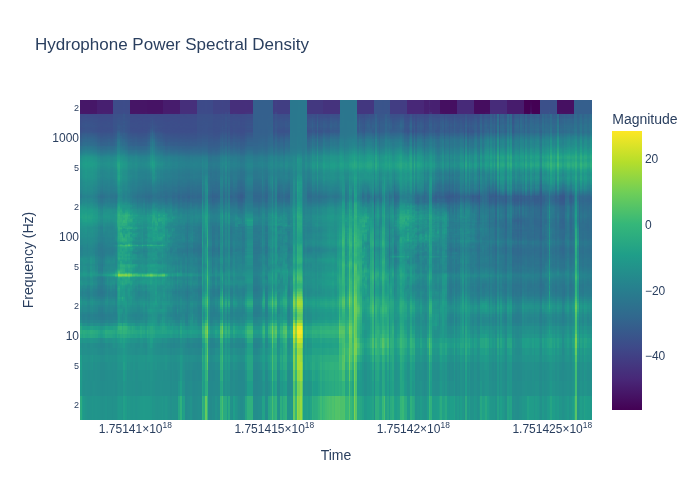 Hydrophone Power Spectral Density
Magnitude
20
0
−20
−40
Frequency (Hz)
2
1000
5
2
100
5
2
10
5
2
1.75141×10¹⁸ 1.751415×10¹⁸ 1.75142×10¹⁸ 1.751425×10¹⁸
Time